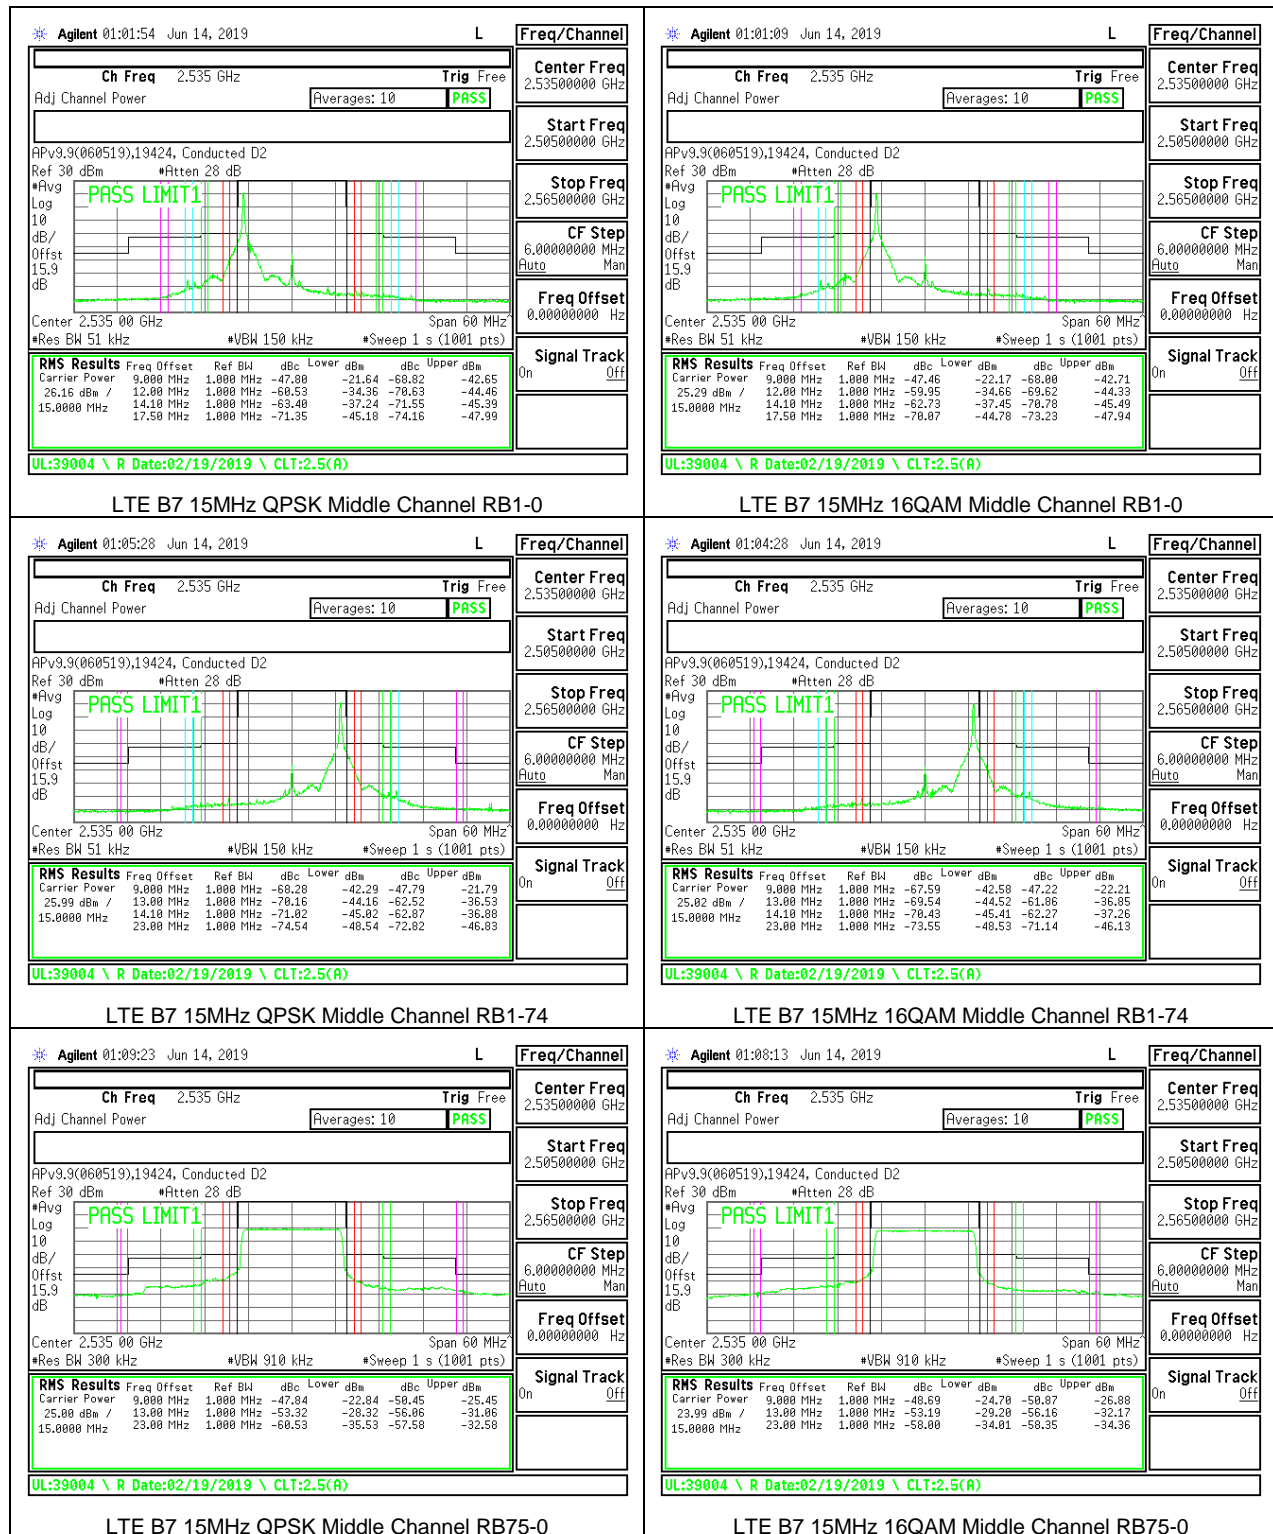 Agilent 01:01:54 Jun 14, 2019 L Freq/Channel
Ch Freq 2.535 GHz Trig Free
Adj Channel Power Averages: 10 PASS
APv9.9(060519),19424, Conducted D2
Ref 30 dBm #Atten 28 dB
#Avg
Log
10
dB/
Offst
15.9
dB
PASS LIMIT1
Center 2.535 00 GHz Span 60 MHz^
#Res BW 51 kHz #VBW 150 kHz #Sweep 1 s (1001 pts)
RMS Results Freq Offset Ref BW dBc Lower dBm dBc Upper dBm
Carrier Power 9.000 MHz 1.000 MHz -47.80 -21.64 -68.82 -42.65
26.16 dBm / 12.00 MHz 1.000 MHz -60.53 -34.36 -70.63 -44.46
15.0000 MHz 14.10 MHz 1.000 MHz -63.40 -37.24 -71.55 -45.39
17.50 MHz 1.000 MHz -71.35 -45.18 -74.16 -47.99
UL:39004 \ R Date:02/19/2019 \ CLT:2.5(A)
Center Freq
2.53500000 GHz
Start Freq
2.50500000 GHz
Stop Freq
2.56500000 GHz
CF Step
6.00000000 MHz
Auto Man
Freq Offset
0.00000000 Hz
Signal Track
On Off
LTE B7 15MHz QPSK Middle Channel RB1-0
Agilent 01:01:09 Jun 14, 2019 L Freq/Channel
Ch Freq 2.535 GHz Trig Free
Adj Channel Power Averages: 10 PASS
APv9.9(060519),19424, Conducted D2
Ref 30 dBm #Atten 28 dB
#Avg
Log
10
dB/
Offst
15.9
dB
PASS LIMIT1
Center 2.535 00 GHz Span 60 MHz^
#Res BW 51 kHz #VBW 150 kHz #Sweep 1 s (1001 pts)
RMS Results Freq Offset Ref BW dBc Lower dBm dBc Upper dBm
Carrier Power 9.000 MHz 1.000 MHz -47.46 -22.17 -68.00 -42.71
25.29 dBm / 12.00 MHz 1.000 MHz -59.95 -34.66 -69.62 -44.33
15.0000 MHz 14.10 MHz 1.000 MHz -62.73 -37.45 -70.78 -45.49
17.50 MHz 1.000 MHz -70.07 -44.78 -73.23 -47.94
UL:39004 \ R Date:02/19/2019 \ CLT:2.5(A)
Center Freq
2.53500000 GHz
Start Freq
2.50500000 GHz
Stop Freq
2.56500000 GHz
CF Step
6.00000000 MHz
Auto Man
Freq Offset
0.00000000 Hz
Signal Track
On Off
LTE B7 15MHz 16QAM Middle Channel RB1-0
Agilent 01:05:28 Jun 14, 2019 L Freq/Channel
Ch Freq 2.535 GHz Trig Free
Adj Channel Power Averages: 10 PASS
APv9.9(060519),19424, Conducted D2
Ref 30 dBm #Atten 28 dB
#Avg
Log
10
dB/
Offst
15.9
dB
PASS LIMIT1
Center 2.535 00 GHz Span 60 MHz^
#Res BW 51 kHz #VBW 150 kHz #Sweep 1 s (1001 pts)
RMS Results Freq Offset Ref BW dBc Lower dBm dBc Upper dBm
Carrier Power 9.000 MHz 1.000 MHz -68.28 -42.29 -47.79 -21.79
25.99 dBm / 13.00 MHz 1.000 MHz -70.16 -44.16 -62.52 -36.53
15.0000 MHz 14.10 MHz 1.000 MHz -71.02 -45.02 -62.87 -36.88
23.00 MHz 1.000 MHz -74.54 -48.54 -72.82 -46.83
UL:39004 \ R Date:02/19/2019 \ CLT:2.5(A)
Center Freq
2.53500000 GHz
Start Freq
2.50500000 GHz
Stop Freq
2.56500000 GHz
CF Step
6.00000000 MHz
Auto Man
Freq Offset
0.00000000 Hz
Signal Track
On Off
LTE B7 15MHz QPSK Middle Channel RB1-74
Agilent 01:04:28 Jun 14, 2019 L Freq/Channel
Ch Freq 2.535 GHz Trig Free
Adj Channel Power Averages: 10 PASS
APv9.9(060519),19424, Conducted D2
Ref 30 dBm #Atten 28 dB
#Avg
Log
10
dB/
Offst
15.9
dB
PASS LIMIT1
Center 2.535 00 GHz Span 60 MHz^
#Res BW 51 kHz #VBW 150 kHz #Sweep 1 s (1001 pts)
RMS Results Freq Offset Ref BW dBc Lower dBm dBc Upper dBm
Carrier Power 9.000 MHz 1.000 MHz -67.59 -42.58 -47.22 -22.21
25.02 dBm / 13.00 MHz 1.000 MHz -69.54 -44.52 -61.86 -36.85
15.0000 MHz 14.10 MHz 1.000 MHz -70.43 -45.41 -62.27 -37.26
23.00 MHz 1.000 MHz -73.55 -48.53 -71.14 -46.13
UL:39004 \ R Date:02/19/2019 \ CLT:2.5(A)
Center Freq
2.53500000 GHz
Start Freq
2.50500000 GHz
Stop Freq
2.56500000 GHz
CF Step
6.00000000 MHz
Auto Man
Freq Offset
0.00000000 Hz
Signal Track
On Off
LTE B7 15MHz 16QAM Middle Channel RB1-74
Agilent 01:09:23 Jun 14, 2019 L Freq/Channel
Ch Freq 2.535 GHz Trig Free
Adj Channel Power Averages: 10 PASS
APv9.9(060519),19424, Conducted D2
Ref 30 dBm #Atten 28 dB
#Avg
Log
10
dB/
Offst
15.9
dB
PASS LIMIT1
Center 2.535 00 GHz Span 60 MHz^
#Res BW 300 kHz #VBW 910 kHz #Sweep 1 s (1001 pts)
RMS Results Freq Offset Ref BW dBc Lower dBm dBc Upper dBm
Carrier Power 9.000 MHz 1.000 MHz -47.84 -22.84 -50.45 -25.45
25.00 dBm / 13.00 MHz 1.000 MHz -53.32 -28.32 -56.06 -31.06
15.0000 MHz 23.00 MHz 1.000 MHz -60.53 -35.53 -57.58 -32.58
UL:39004 \ R Date:02/19/2019 \ CLT:2.5(A)
Center Freq
2.53500000 GHz
Start Freq
2.50500000 GHz
Stop Freq
2.56500000 GHz
CF Step
6.00000000 MHz
Auto Man
Freq Offset
0.00000000 Hz
Signal Track
On Off
LTE B7 15MHz QPSK Middle Channel RB75-0
Agilent 01:08:13 Jun 14, 2019 L Freq/Channel
Ch Freq 2.535 GHz Trig Free
Adj Channel Power Averages: 10 PASS
APv9.9(060519),19424, Conducted D2
Ref 30 dBm #Atten 28 dB
#Avg
Log
10
dB/
Offst
15.9
dB
PASS LIMIT1
Center 2.535 00 GHz Span 60 MHz^
#Res BW 300 kHz #VBW 910 kHz #Sweep 1 s (1001 pts)
RMS Results Freq Offset Ref BW dBc Lower dBm dBc Upper dBm
Carrier Power 9.000 MHz 1.000 MHz -48.69 -24.70 -50.87 -26.88
23.99 dBm / 13.00 MHz 1.000 MHz -53.19 -29.20 -56.16 -32.17
15.0000 MHz 23.00 MHz 1.000 MHz -58.00 -34.01 -58.35 -34.36
UL:39004 \ R Date:02/19/2019 \ CLT:2.5(A)
Center Freq
2.53500000 GHz
Start Freq
2.50500000 GHz
Stop Freq
2.56500000 GHz
CF Step
6.00000000 MHz
Auto Man
Freq Offset
0.00000000 Hz
Signal Track
On Off
LTE B7 15MHz 16QAM Middle Channel RB75-0